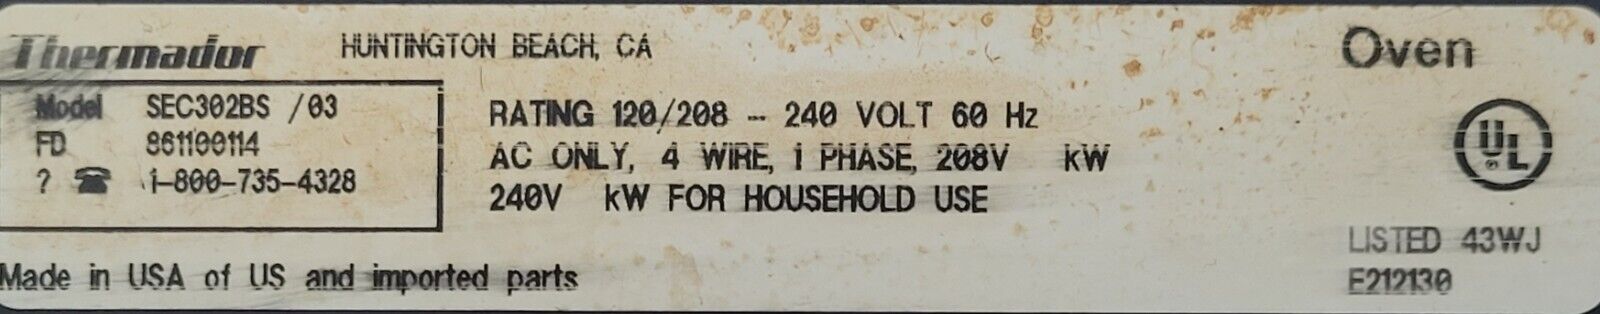 Thermador HUNTINGTON BEACH, CA
Oven
Model SEC302BS /03
FD 861100114
? ☎ 1-800-735-4328
RATING 120/208 - 240 VOLT 60 Hz
AC ONLY, 4 WIRE, 1 PHASE, 208V kW
240V kW FOR HOUSEHOLD USE
UL
®
LISTED 43WJ
E212130
Made in USA of US and imported parts